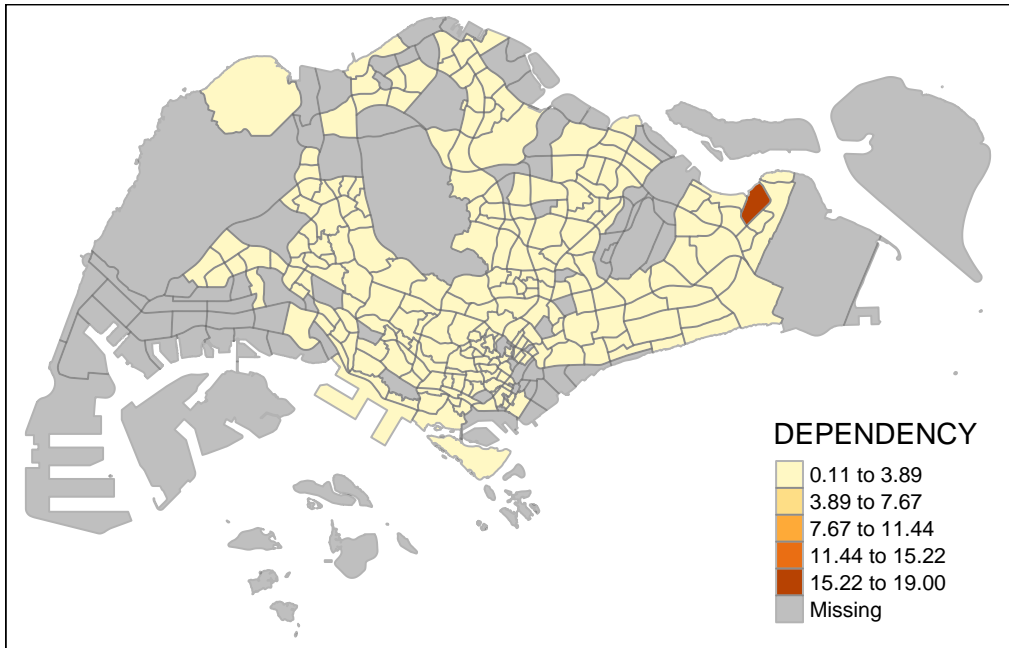 DEPENDENCY
0.11 to 3.89
3.89 to 7.67
7.67 to 11.44
11.44 to 15.22
15.22 to 19.00
Missing